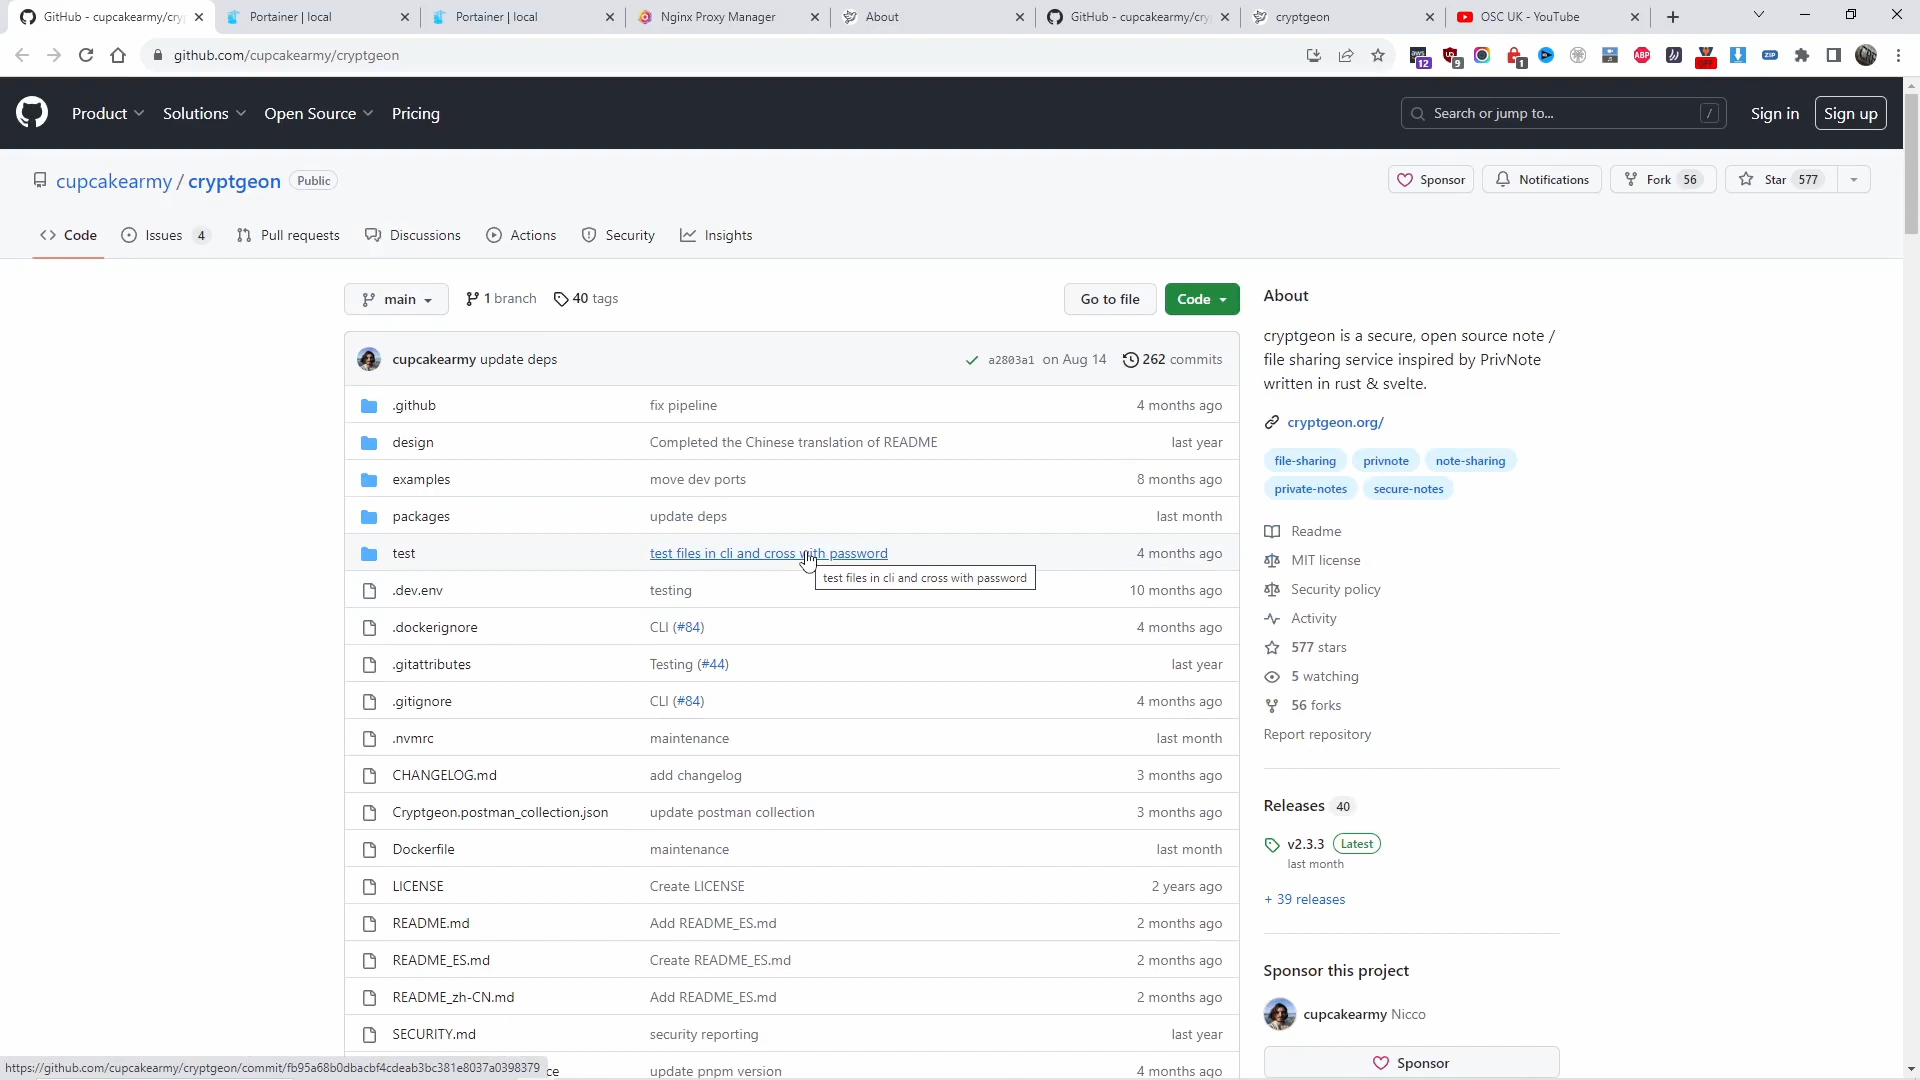 GitHub - cupcakearmy/cry
Portainer | local
Portainer | local
Nginx Proxy Manager
About
GitHub - cupcakearmy/cry
cryptgeon
OSC UK - YouTube
github.com/cupcakearmy/cryptgeon
Product
Solutions
Open Source
Pricing
Search or jump to...
/
Sign in
Sign up
cupcakearmy / cryptgeon
Public
Sponsor
Notifications
Fork 56
Star 577
Code
Issues 4
Pull requests
Discussions
Actions
Security
Insights
main
1 branch
40 tags
Go to file
Code
cupcakearmy update deps
a2803a1 on Aug 14
262 commits
.github fix pipeline 4 months ago
design Completed the Chinese translation of README last year
examples move dev ports 8 months ago
packages update deps last month
test test files in cli and cross with password 4 months ago
test files in cli and cross with password
.dev.env testing 10 months ago
.dockerignore CLI (#84) 4 months ago
.gitattributes Testing (#44) last year
.gitignore CLI (#84) 4 months ago
.nvmrc maintenance last month
CHANGELOG.md add changelog 3 months ago
Cryptgeon.postman_collection.json update postman collection 3 months ago
Dockerfile maintenance last month
LICENSE Create LICENSE 2 years ago
README.md Add README_ES.md 2 months ago
README_ES.md Create README_ES.md 2 months ago
README_zh-CN.md Add README_ES.md 2 months ago
SECURITY.md security reporting last year
ce update pnpm version 4 months ago
About
cryptgeon is a secure, open source note /
file sharing service inspired by PrivNote
written in rust & svelte.
cryptgeon.org/
file-sharing privnote note-sharing
private-notes secure-notes
Readme
MIT license
Security policy
Activity
577 stars
5 watching
56 forks
Report repository
Releases 40
v2.3.3 Latest
last month
+ 39 releases
Sponsor this project
cupcakearmy Nicco
Sponsor
https://github.com/cupcakearmy/cryptgeon/commit/fb95a68b0dbacbf4cdeab3bc381e8037a0398379